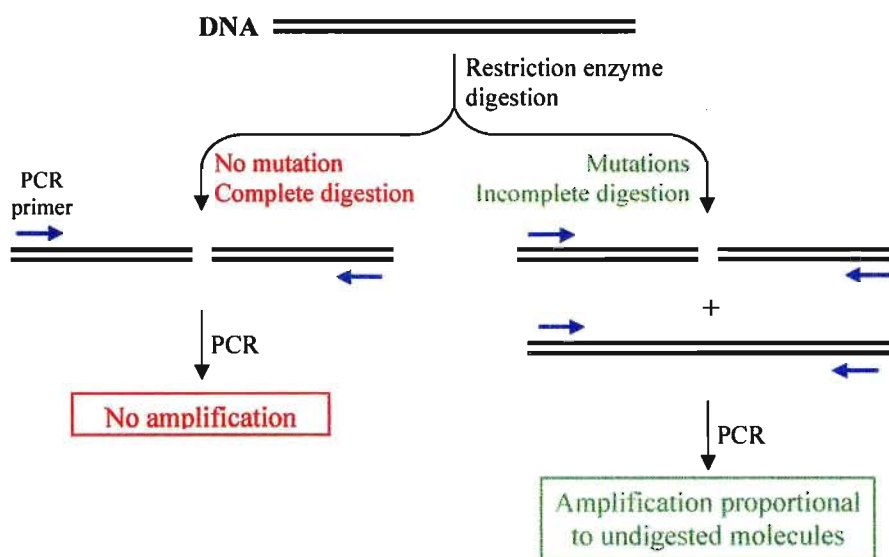 DNA
Restriction enzyme
digestion
No mutation
Complete digestion
Mutations
Incomplete digestion
PCR
primer
+
PCR
No amplification
PCR
Amplification proportional
to undigested molecules